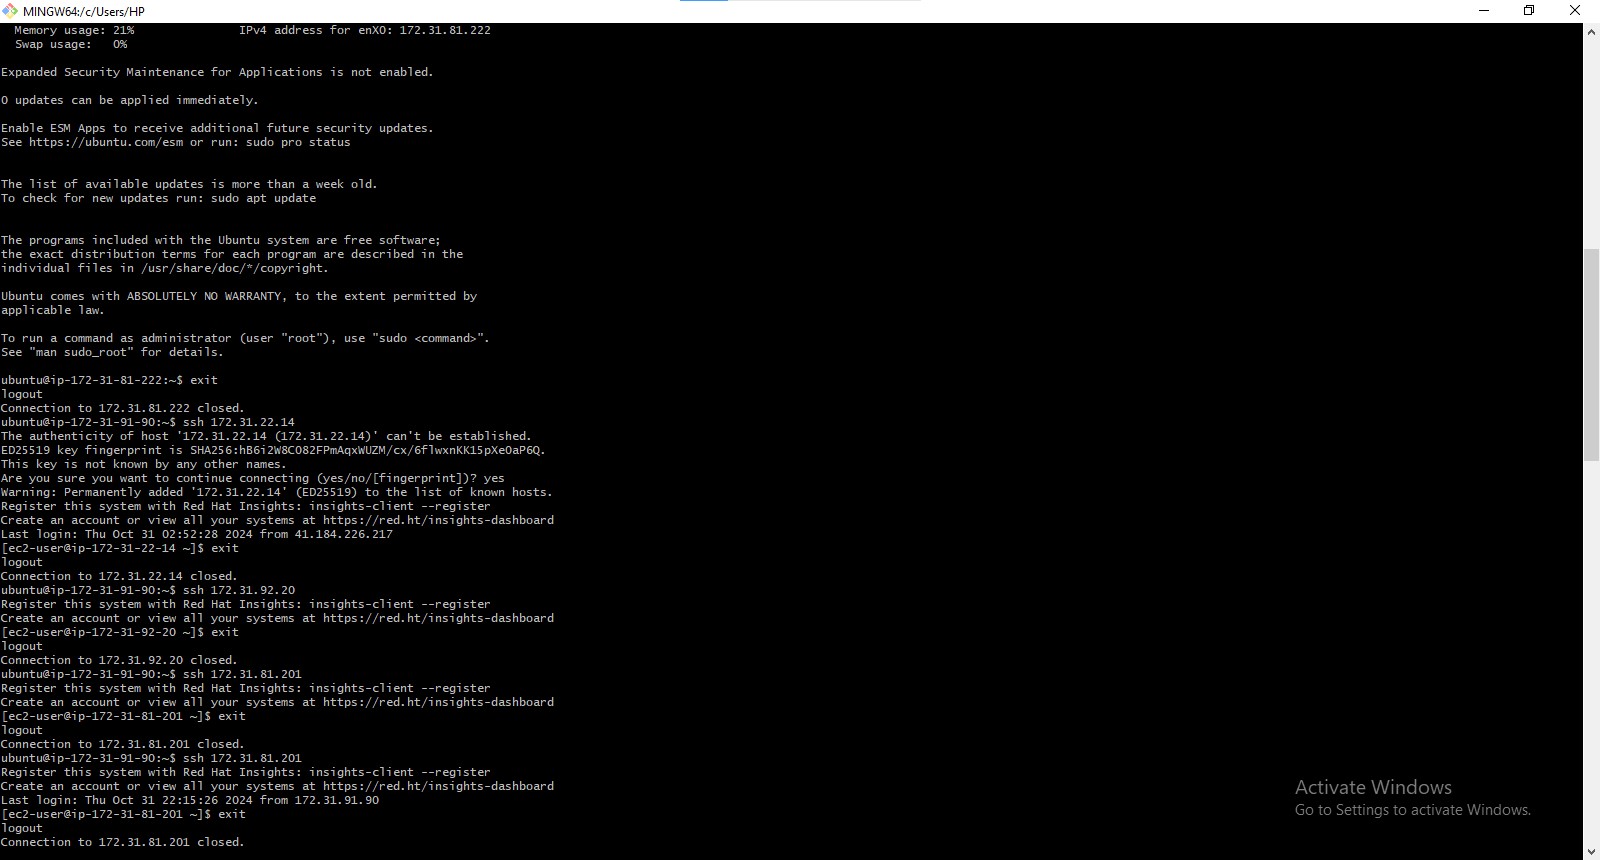 MINGW64:/c/Users/HP
Memory usage: 21% IPv4 address for enX0: 172.31.81.222
Swap usage: 0%
Expanded Security Maintenance for Applications is not enabled.
0 updates can be applied immediately.
Enable ESM Apps to receive additional future security updates.
See https://ubuntu.com/esm or run: sudo pro status
The list of available updates is more than a week old.
To check for new updates run: sudo apt update
The programs included with the Ubuntu system are free software;
the exact distribution terms for each program are described in the
individual files in /usr/share/doc/*/copyright.
Ubuntu comes with ABSOLUTELY NO WARRANTY, to the extent permitted by
applicable law.
To run a command as administrator (user "root"), use "sudo <command>".
See "man sudo_root" for details.
ubuntu@ip-172-31-81-222:~$ exit
logout
Connection to 172.31.81.222 closed.
ubuntu@ip-172-31-91-90:~$ ssh 172.31.22.14
The authenticity of host '172.31.22.14 (172.31.22.14)' can't be established.
ED25519 key fingerprint is SHA256:hB6i2W8CO82FPmAqxWUZM/cx/6flwxnKK15pXeOaP6Q.
This key is not known by any other names.
Are you sure you want to continue connecting (yes/no/[fingerprint])? yes
Warning: Permanently added '172.31.22.14' (ED25519) to the list of known hosts.
Register this system with Red Hat Insights: insights-client --register
Create an account or view all your systems at https://red.ht/insights-dashboard
Last login: Thu Oct 31 02:52:28 2024 from 41.184.226.217
[ec2-user@ip-172-31-22-14 ~]$ exit
logout
Connection to 172.31.22.14 closed.
ubuntu@ip-172-31-91-90:~$ ssh 172.31.92.20
Register this system with Red Hat Insights: insights-client --register
Create an account or view all your systems at https://red.ht/insights-dashboard
[ec2-user@ip-172-31-92-20 ~]$ exit
logout
Connection to 172.31.92.20 closed.
ubuntu@ip-172-31-91-90:~$ ssh 172.31.81.201
Register this system with Red Hat Insights: insights-client --register
Create an account or view all your systems at https://red.ht/insights-dashboard
[ec2-user@ip-172-31-81-201 ~]$ exit
logout
Connection to 172.31.81.201 closed.
ubuntu@ip-172-31-91-90:~$ ssh 172.31.81.201
Register this system with Red Hat Insights: insights-client --register
Create an account or view all your systems at https://red.ht/insights-dashboard
Last login: Thu Oct 31 22:15:26 2024 from 172.31.91.90
[ec2-user@ip-172-31-81-201 ~]$ exit
logout
Connection to 172.31.81.201 closed.
Activate Windows
Go to Settings to activate Windows.